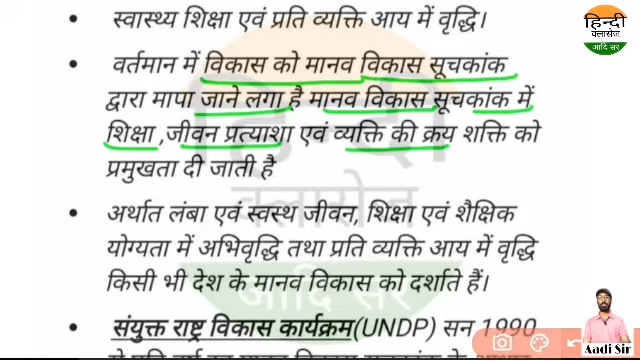 स्वास्थ्य शिक्षा एवं प्रति व्यक्ति आय में वृद्धि।
हिन्दी
क्लासेज
आदि सर
वर्तमान में विकास को मानव विकास सूचकांक
द्वारा मापा जाने लगा है मानव विकास सूचकांक में
शिक्षा ,जीवन प्रत्याशा एवं व्यक्ति की क्रय शक्ति को
प्रमुखता दी जाती है
अर्थात लंबा एवं स्वस्थ जीवन, शिक्षा एवं शैक्षिक
योग्यता में अभिवृद्धि तथा प्रति व्यक्ति आय में वृद्धि
किसी भी देश के मानव विकास को दर्शाते हैं।
हिन्दी
क्लासेज
आदि सर
संयुक्त राष्ट्र विकास कार्यक्रम(UNDP) सन 1990
Aadi Sir